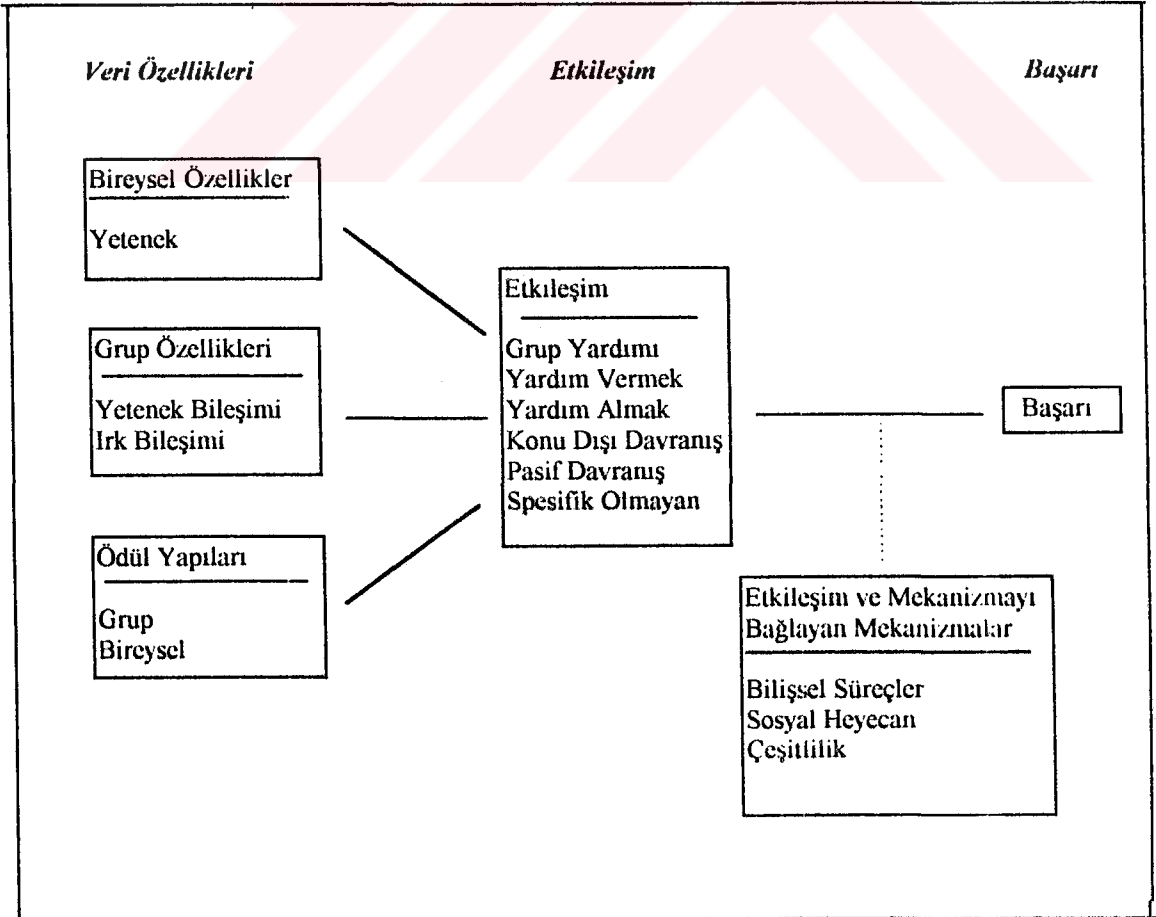 Veri Özellikleri
Etkileşim
Başarı
Bireysel Özellikler
Yetenek
Grup Özellikleri
Yetenek Bileşimi
Irk Bileşimi
Ödül Yapıları
Grup
Bireysel
Etkıleşim
Grup Yardımı
Yardım Vermek
Yardım Almak
Konu Dışı Davranış
Pasif Davranış
Spesifik Olmayan
Başarı
Etkileşim ve Mekanizmayı
Bağlayan Mekanizmalar
Bilişsel Süreçler
Sosyal Heyecan
Çeşitlilik